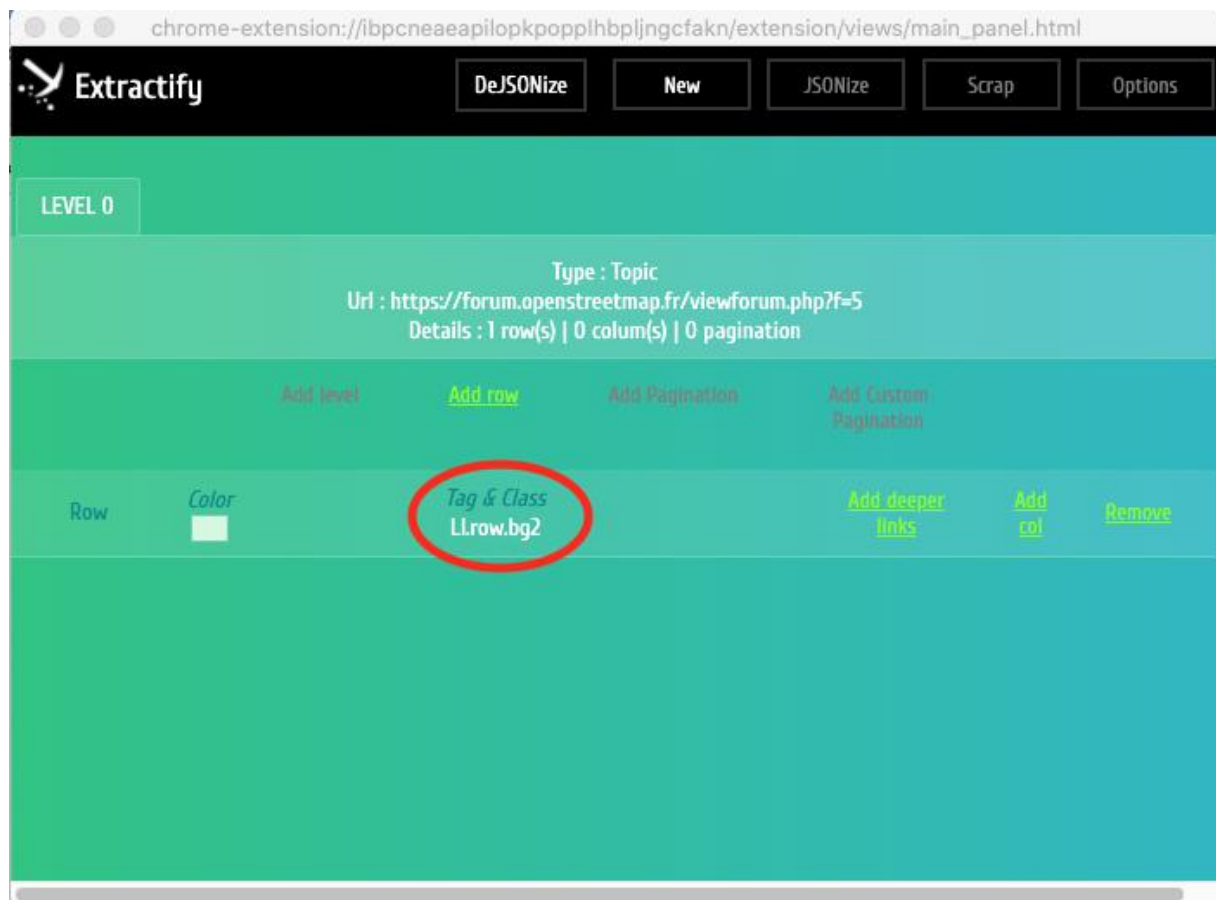 chrome-extension://ibpcneaeapilopkpopplhbpljngcfakn/extension/views/main_panel.html
Extractify DeJSONize New JSONize Scrap Options
LEVEL 0
Type : Topic
Url : https://forum.openstreetmap.fr/viewforum.php?f=5
Details : 1 row(s) | 0 colum(s) | 0 pagination
Add level Add row Add Pagination Add Custom
Pagination
Row Color Tag & Class Add deeper Add Remove
LI.row.bg2 links col